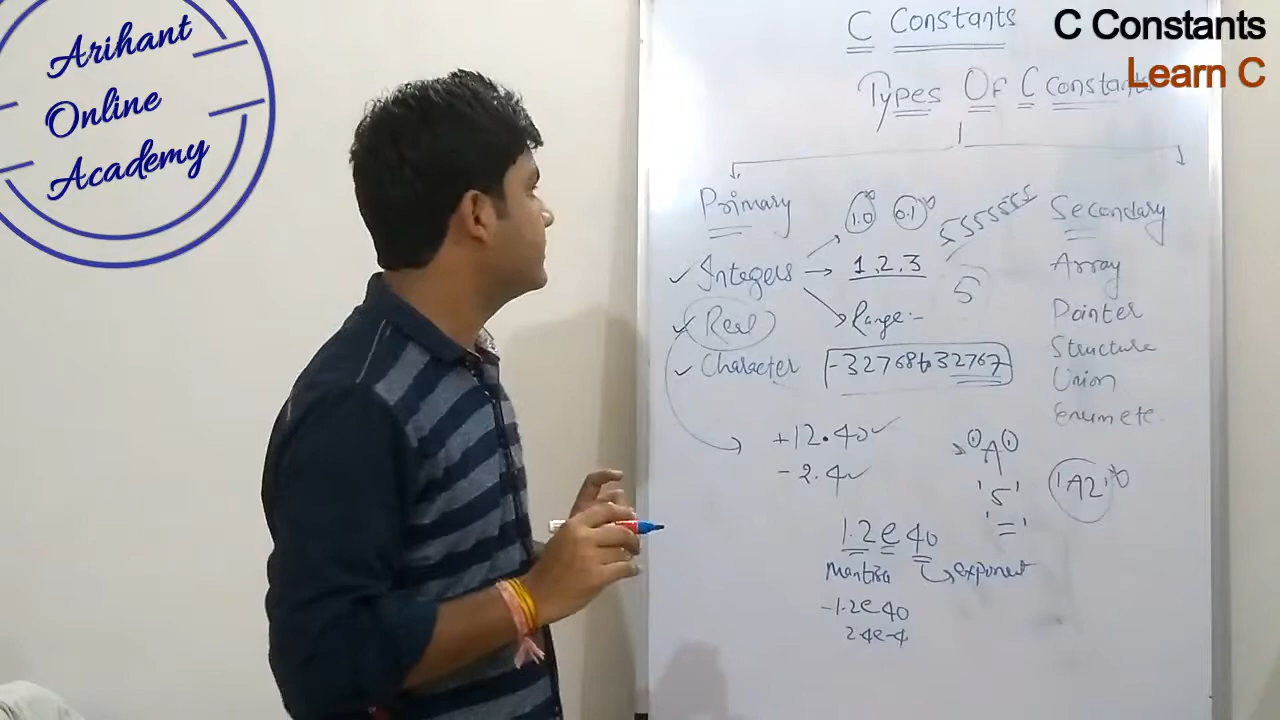 Arihant
Online
Academy
C Constants
Learn C
C Constants
Types Of C constants
Primary
1.0 0.1
5555555
Secondary
Integers
1,2,3
5
Array
Real
Range:-
Pointer
Structure
Character
-32768 to 32767
Union
Enum etc.
+12.40
-2.4
'A'
'A2'
'5'
'='
1.2e40
Mantisa
exponent
-1.2e40
2.4e-4